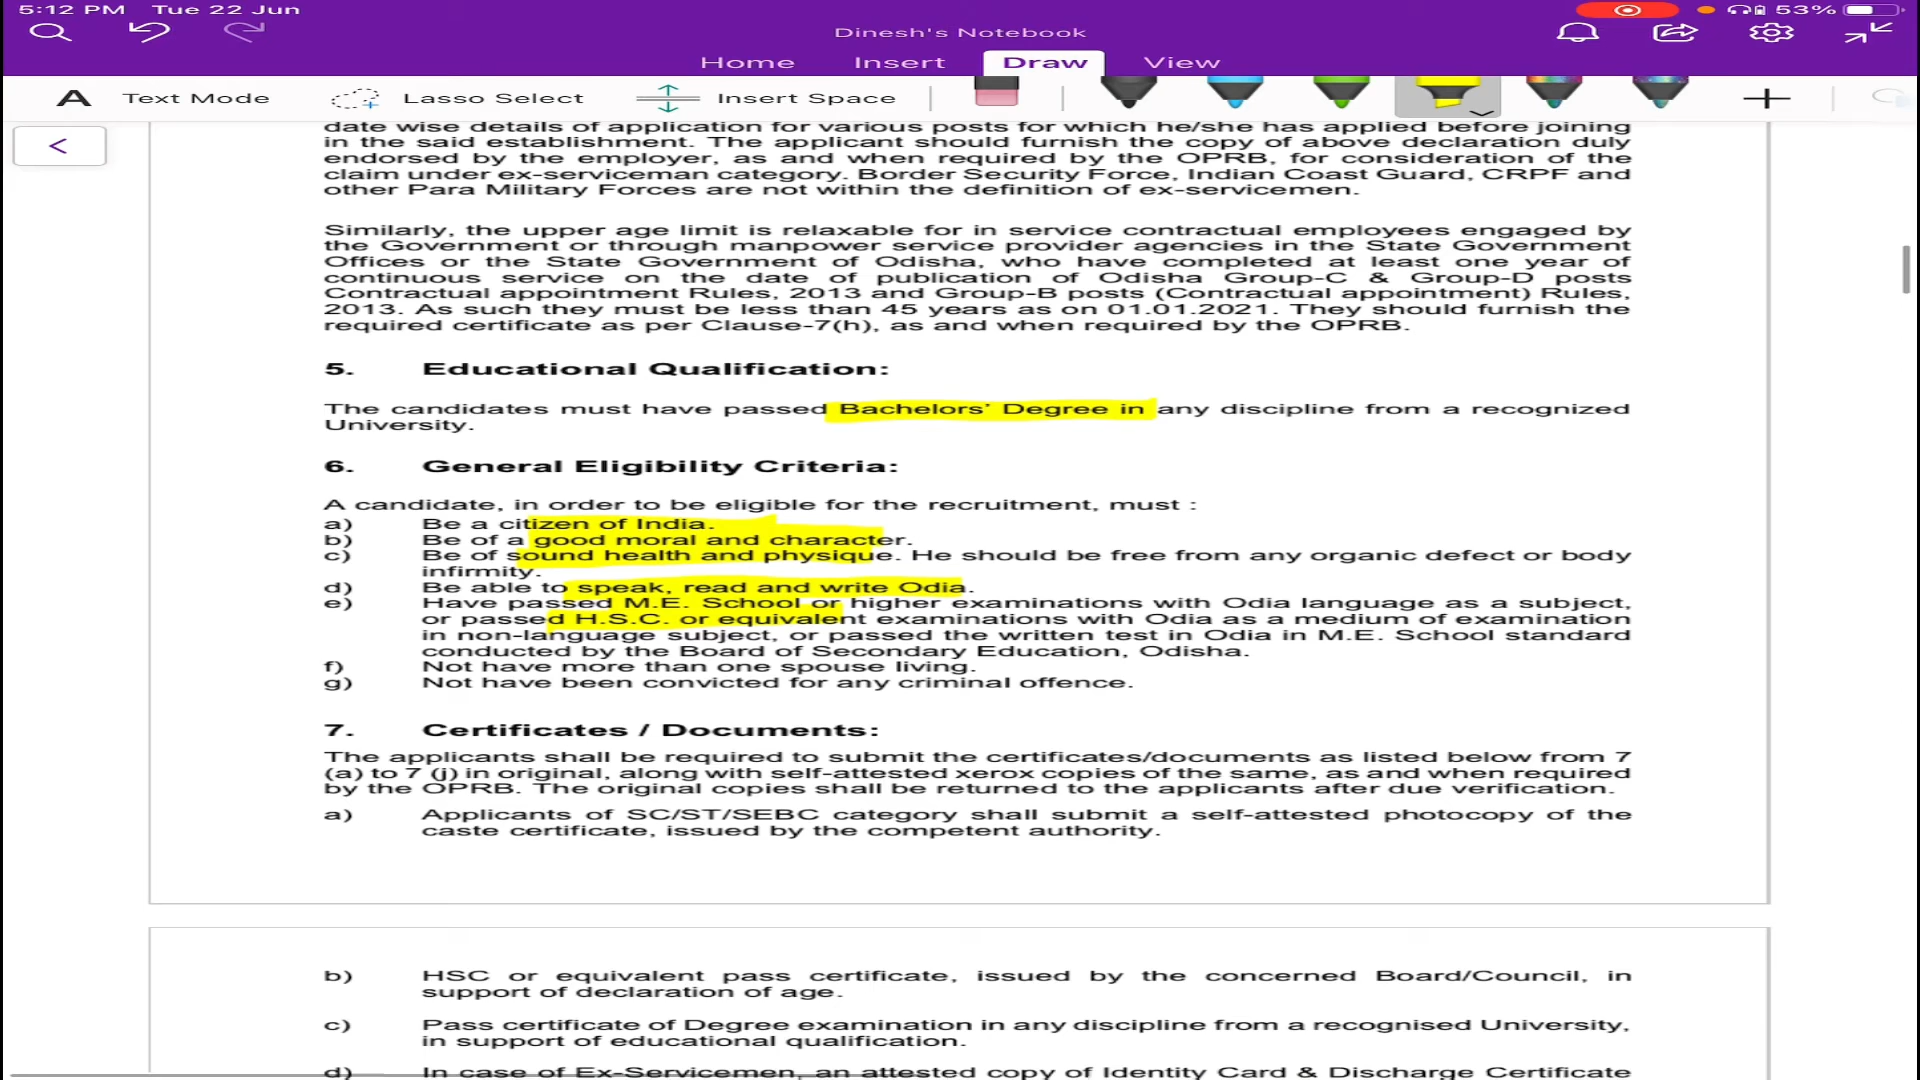 5:12 PM Tue 22 Jun
53%
Dinesh's Notebook
Home Insert Draw View
A Text Mode Lasso Select Insert Space
date wise details of application for various posts for which he/she has applied before joining
in the said establishment. The applicant should furnish the copy of above declaration duly
endorsed by the employer, as and when required by the OPRB, for consideration of the
claim under ex-serviceman category. Border Security Force, Indian Coast Guard, CRPF and
other Para Military Forces are not within the definition of ex-servicemen.
Similarly, the upper age limit is relaxable for in service contractual employees engaged by
the Government or through manpower service provider agencies in the State Government
Offices or the State Government of Odisha, who have completed at least one year of
continuous service on the date of publication of Odisha Group-C & Group-D posts
Contractual appointment Rules, 2013 and Group-B posts (Contractual appointment) Rules,
2013. As such they must be less than 45 years as on 01.01.2021. They should furnish the
required certificate as per Clause-7(h), as and when required by the OPRB.
5. Educational Qualification:
The candidates must have passed Bachelors' Degree in any discipline from a recognized
University.
6. General Eligibility Criteria:
A candidate, in order to be eligible for the recruitment, must :
a) Be a citizen of India.
b) Be of a good moral and character.
c) Be of sound health and physique. He should be free from any organic defect or body
infirmity.
d) Be able to speak, read and write Odia.
e) Have passed M.E. School or higher examinations with Odia language as a subject,
or passed H.S.C. or equivalent examinations with Odia as a medium of examination
in non-language subject, or passed the written test in Odia in M.E. School standard
conducted by the Board of Secondary Education, Odisha.
f) Not have more than one spouse living.
g) Not have been convicted for any criminal offence.
7. Certificates / Documents:
The applicants shall be required to submit the certificates/documents as listed below from 7
(a) to 7 (j) in original, along with self-attested xerox copies of the same, as and when required
by the OPRB. The original copies shall be returned to the applicants after due verification.
a) Applicants of SC/ST/SEBC category shall submit a self-attested photocopy of the
caste certificate, issued by the competent authority.
b) HSC or equivalent pass certificate, issued by the concerned Board/Council, in
support of declaration of age.
c) Pass certificate of Degree examination in any discipline from a recognised University,
in support of educational qualification.
d) In case of Ex-Servicemen, an attested copy of Identity Card & Discharge Certificate